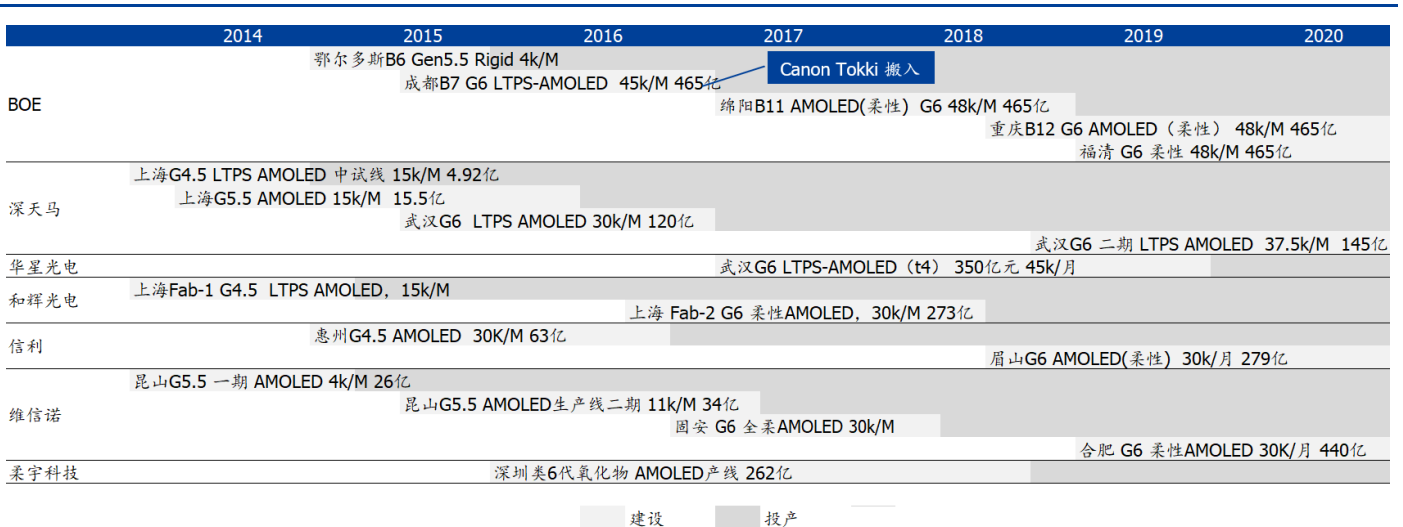 2014 2015 2016 2017 2018 2019 2020
鄂尔多斯B6 Gen5.5 Rigid 4k/M
成都B7 G6 LTPS-AMOLED 45k/M 465亿
Canon Tokki 搬入
BOE
绵阳B11 AMOLED(柔性) G6 48k/M 465亿
重庆B12 G6 AMOLED（柔性） 48k/M 465亿
福清 G6 柔性 48k/M 465亿
深天马
上海G4.5 LTPS AMOLED 中试线 15k/M 4.92亿
上海G5.5 AMOLED 15k/M 15.5亿
武汉G6 LTPS AMOLED 30k/M 120亿
武汉G6 二期 LTPS AMOLED 37.5k/M 145亿
华星光电
武汉G6 LTPS-AMOLED（t4） 350亿元 45k/月
和辉光电
上海Fab-1 G4.5 LTPS AMOLED，15k/M
上海 Fab-2 G6 柔性AMOLED，30k/M 273亿
信利
惠州G4.5 AMOLED 30K/M 63亿
眉山G6 AMOLED(柔性) 30k/月 279亿
维信诺
昆山G5.5 一期 AMOLED 4k/M 26亿
昆山G5.5 AMOLED生产线二期 11k/M 34亿
固安 G6 全柔AMOLED 30k/M
合肥 G6 柔性AMOLED 30K/月 440亿
柔宇科技
深圳类6代氧化物 AMOLED产线 262亿
建设 投产